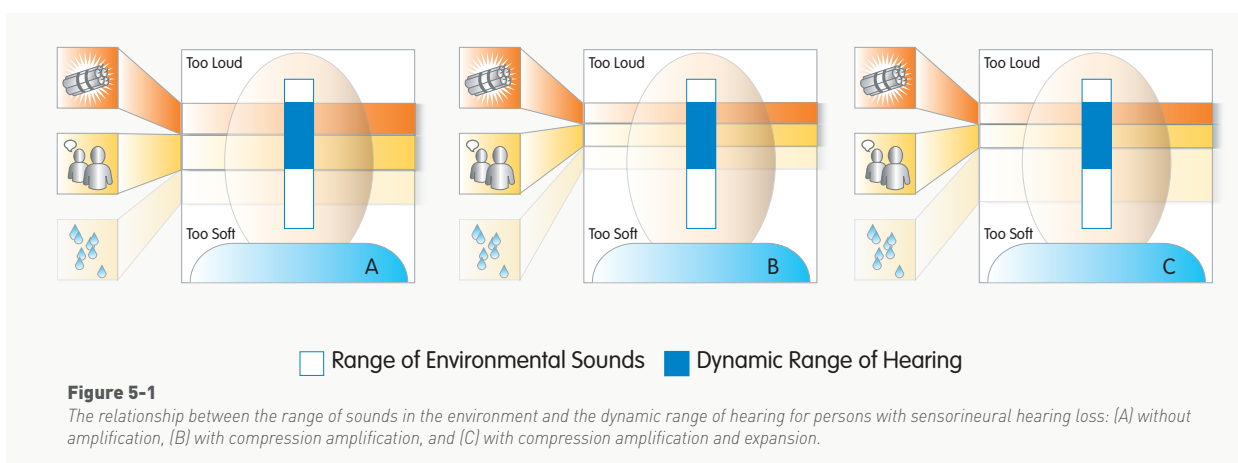 Too Loud
Too Soft
A
Too Loud
Too Soft
B
Too Loud
Too Soft
C
Range of Environmental Sounds Dynamic Range of Hearing
Figure 5-1
The relationship between the range of sounds in the environment and the dynamic range of hearing for persons with sensorineural hearing loss: (A) without
amplification, (B) with compression amplification, and (C) with compression amplification and expansion.